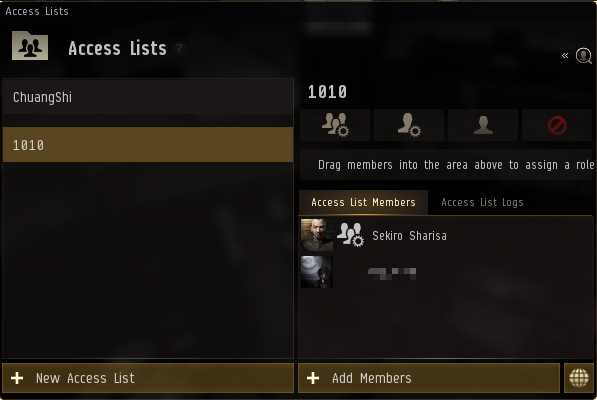 Access Lists
Access Lists ?
«
ChuangShi
1010
1010
Drag members into the area above to assign a role
Access List Members
Access List Logs
Sekiro Sharisa
+ New Access List
+ Add Members